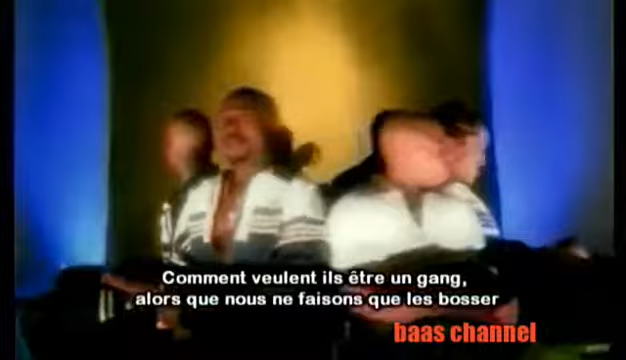 Comment veulent ils être un gang,
alors que nous ne faisons que les bosser
baas channel